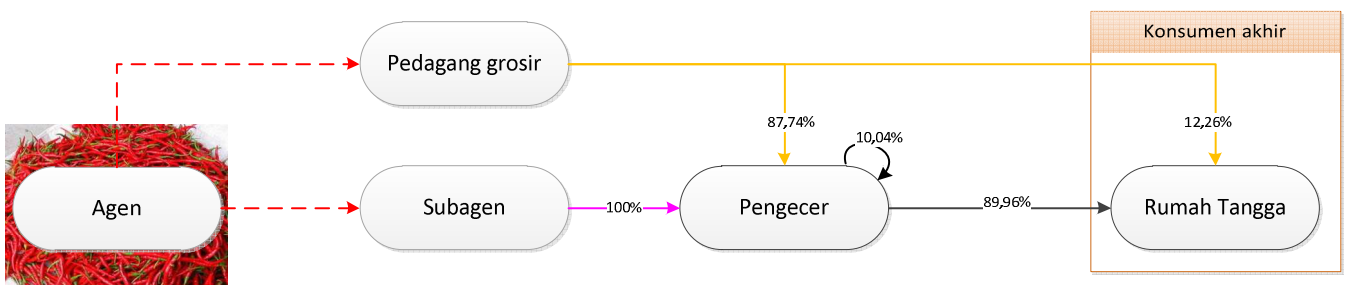 Konsumen akhir
Pedagang grosir
87,74%
12,26%
10,04%
Agen
Subagen
100%
Pengecer
89,96%
Rumah Tangga